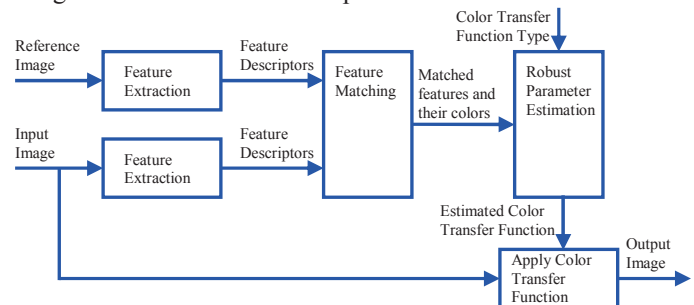 Color Transfer
Function Type
Reference
Image
Feature
Extraction
Feature
Descriptors
Feature
Matching
Matched
features and
their colors
Robust
Parameter
Estimation
Input
Image
Feature
Extraction
Feature
Descriptors
Estimated Color
Transfer Function
Apply Color
Transfer
Function
Output
Image